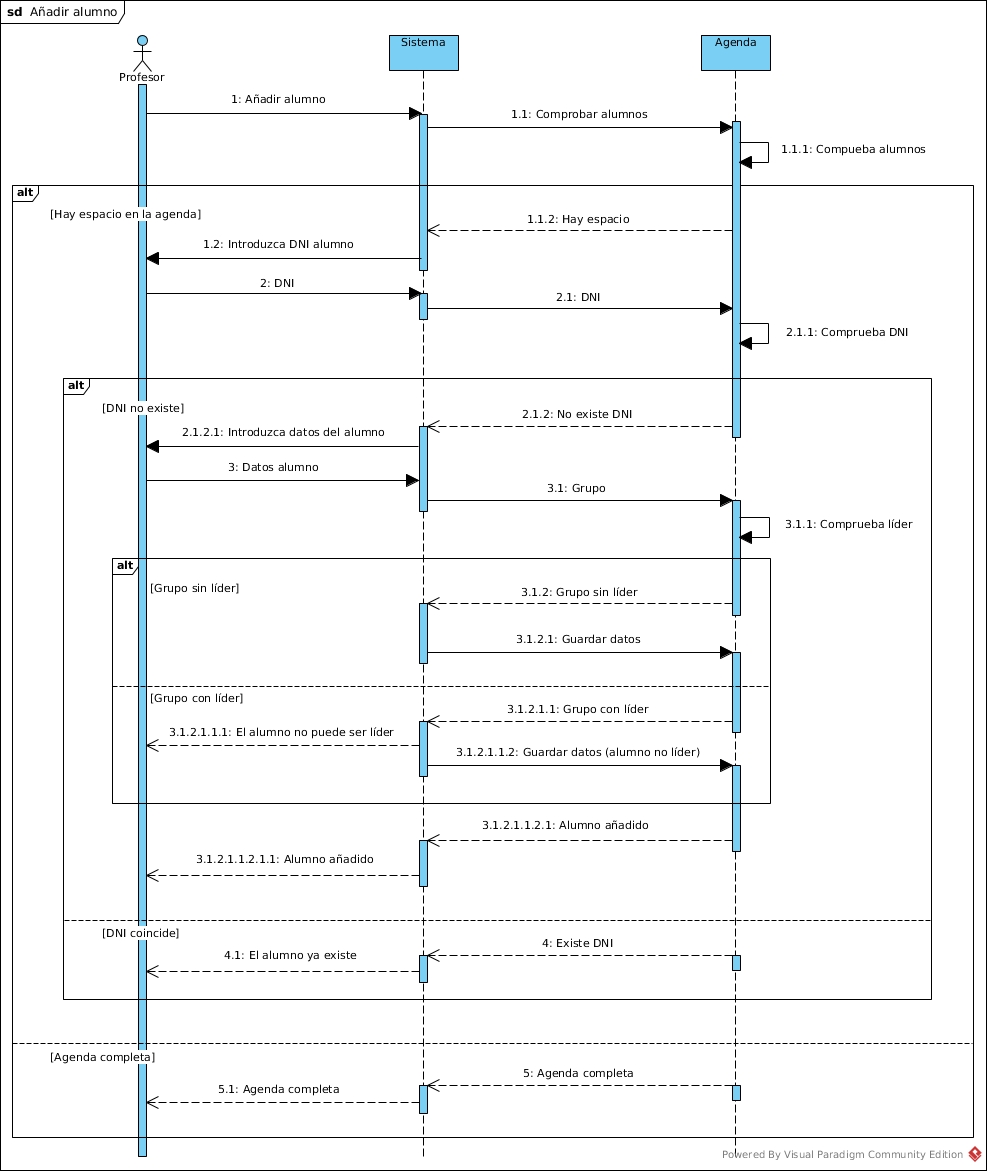 sd Añadir alumno
Profesor
Sistema
Agenda
1: Añadir alumno
1.1: Comprobar alumnos
1.1.1: Compueba alumnos
alt
[Hay espacio en la agenda]
1.1.2: Hay espacio
1.2: Introduzca DNI alumno
2: DNI
2.1: DNI
2.1.1: Comprueba DNI
alt
[DNI no existe]
2.1.2: No existe DNI
2.1.2.1: Introduzca datos del alumno
3: Datos alumno
3.1: Grupo
3.1.1: Comprueba líder
alt
[Grupo sin líder]
3.1.2: Grupo sin líder
3.1.2.1: Guardar datos
[Grupo con líder]
3.1.2.1.1: Grupo con líder
3.1.2.1.1.1: El alumno no puede ser líder
3.1.2.1.1.2: Guardar datos (alumno no líder)
3.1.2.1.1.2.1: Alumno añadido
3.1.2.1.1.2.1.1: Alumno añadido
[DNI coincide]
4: Existe DNI
4.1: El alumno ya existe
[Agenda completa]
5: Agenda completa
5.1: Agenda completa
Powered By Visual Paradigm Community Edition